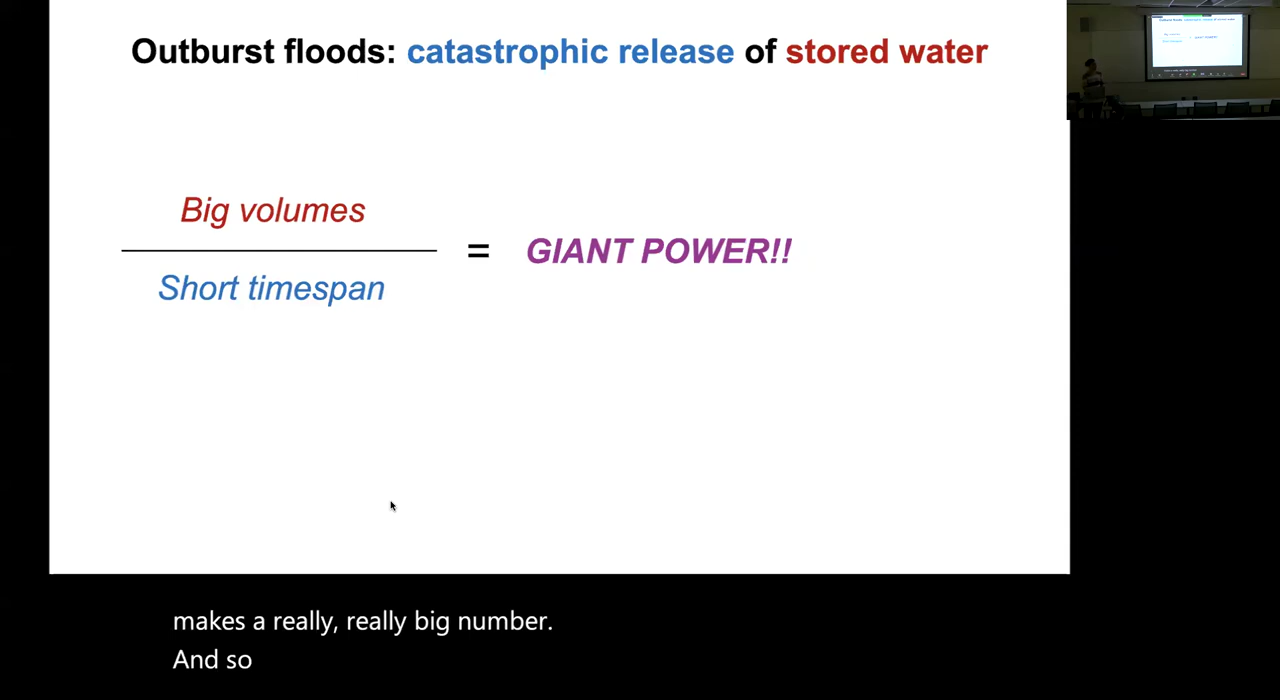 Outburst floods: catastrophic release of stored water
Big volumes
Short timespan
= GIANT POWER!!
makes a really, really big number.
And so